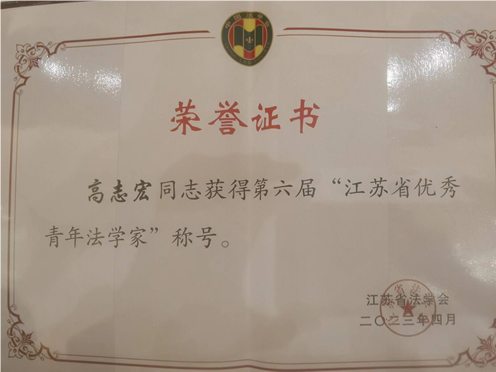 荣誉证书
高志宏同志获得第六届“江苏省优秀
青年法学家”称号。
江苏省法学会
二〇二三年四月